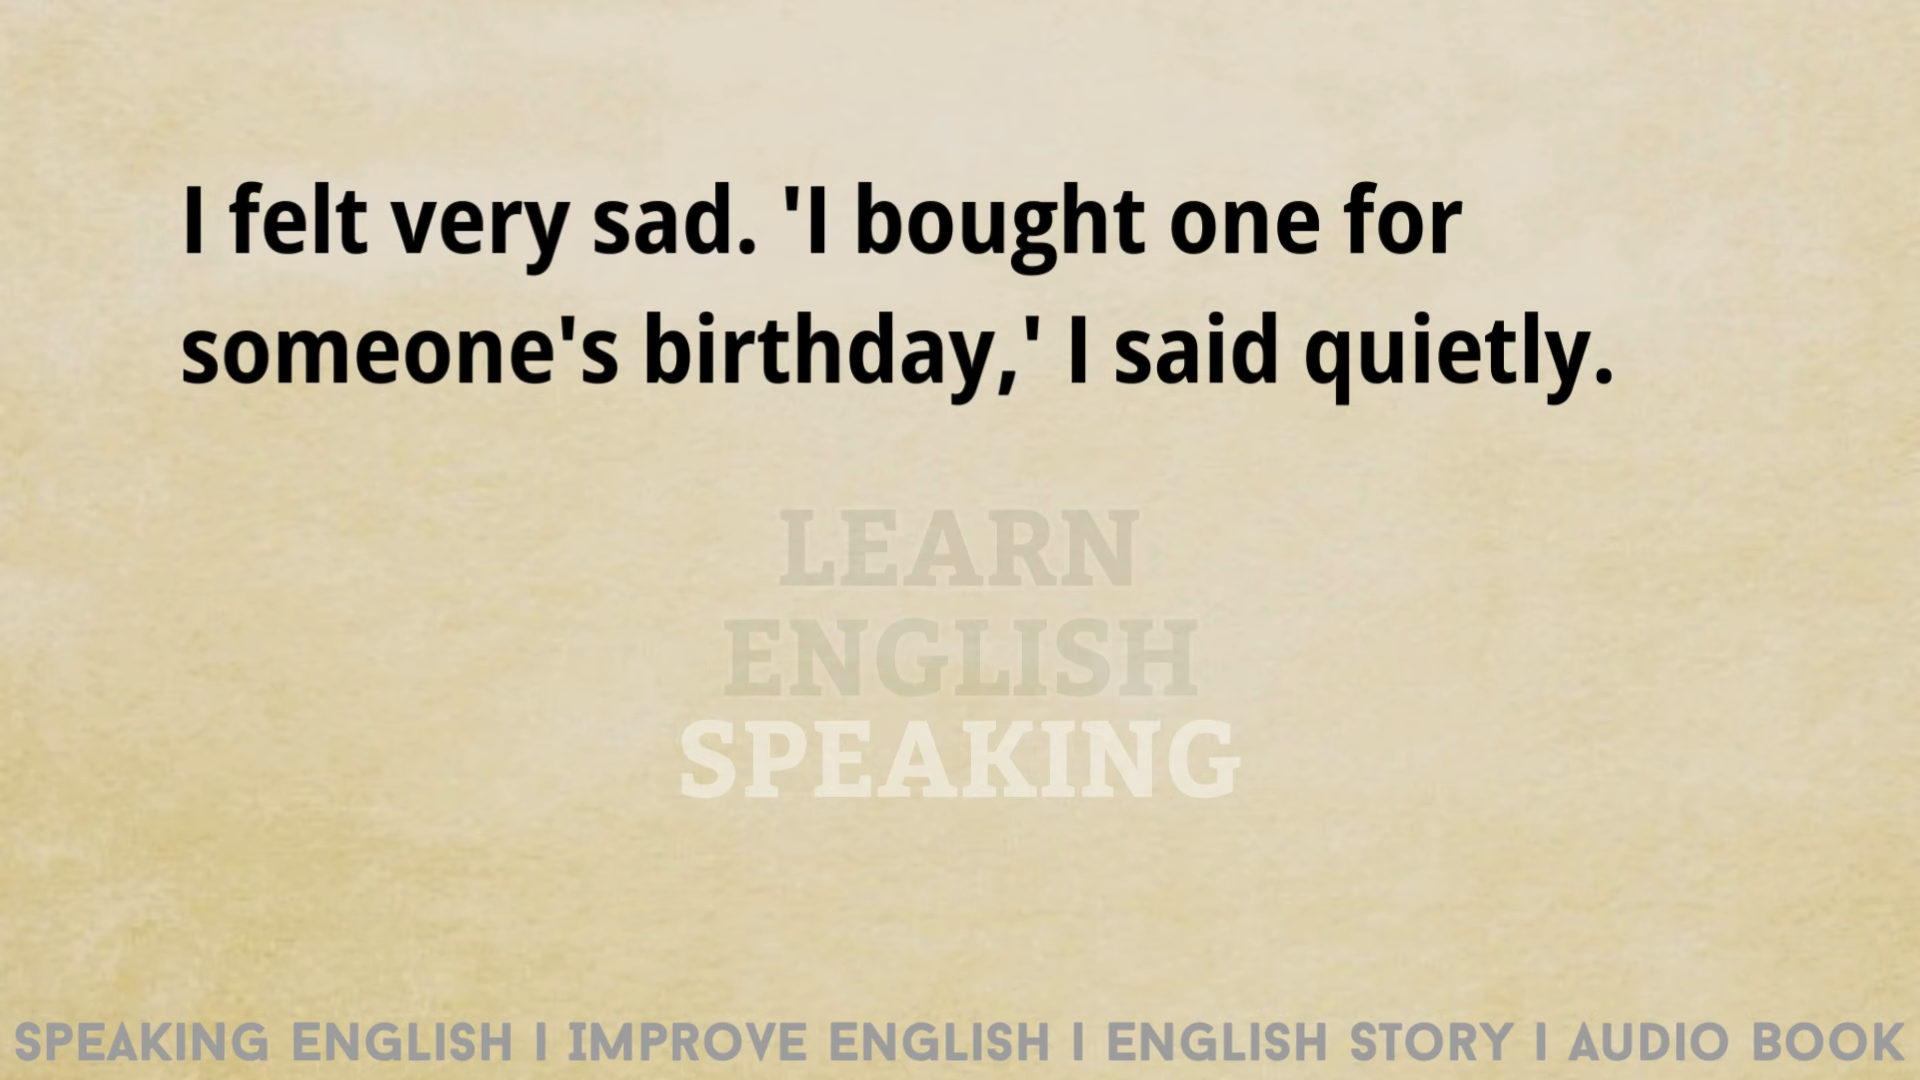 I felt very sad. 'I bought one for
someone's birthday,' I said quietly.
LEARN
ENGLISH
SPEAKING
SPEAKING ENGLISH I IMPROVE ENGLISH I ENGLISH STORY I AUDIO BOOK